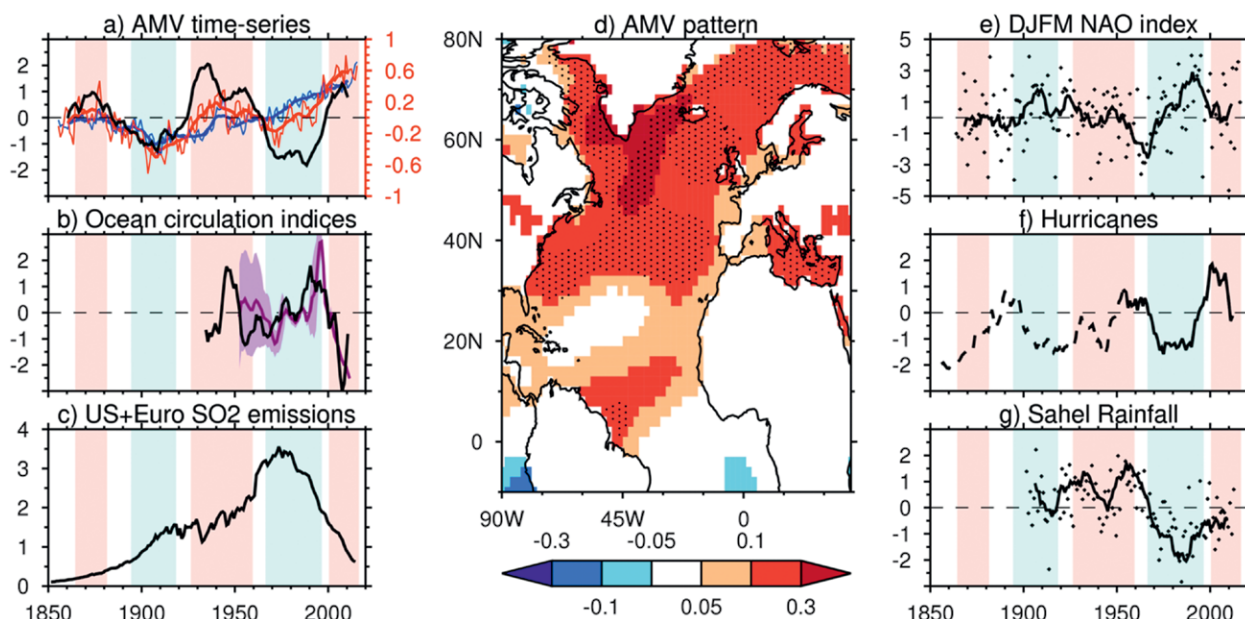 a) AMV time-series
2
1
0
-1
-2
1
0.6
0.2
-0.2
-0.6
-1
b) Ocean circulation indices
2
1
0
-1
-2
c) US+Euro SO2 emissions
4
3
2
1
0
1850 1900 1950 2000
d) AMV pattern
80N
60N
40N
20N
0
90W 45W 0
-0.3 -0.05 0.1
-0.1 0.05 0.3
e) DJFM NAO index
5
3
1
-1
-3
-5
f) Hurricanes
2
1
0
-1
-2
g) Sahel Rainfall
2
1
0
-1
-2
1850 1900 1950 2000